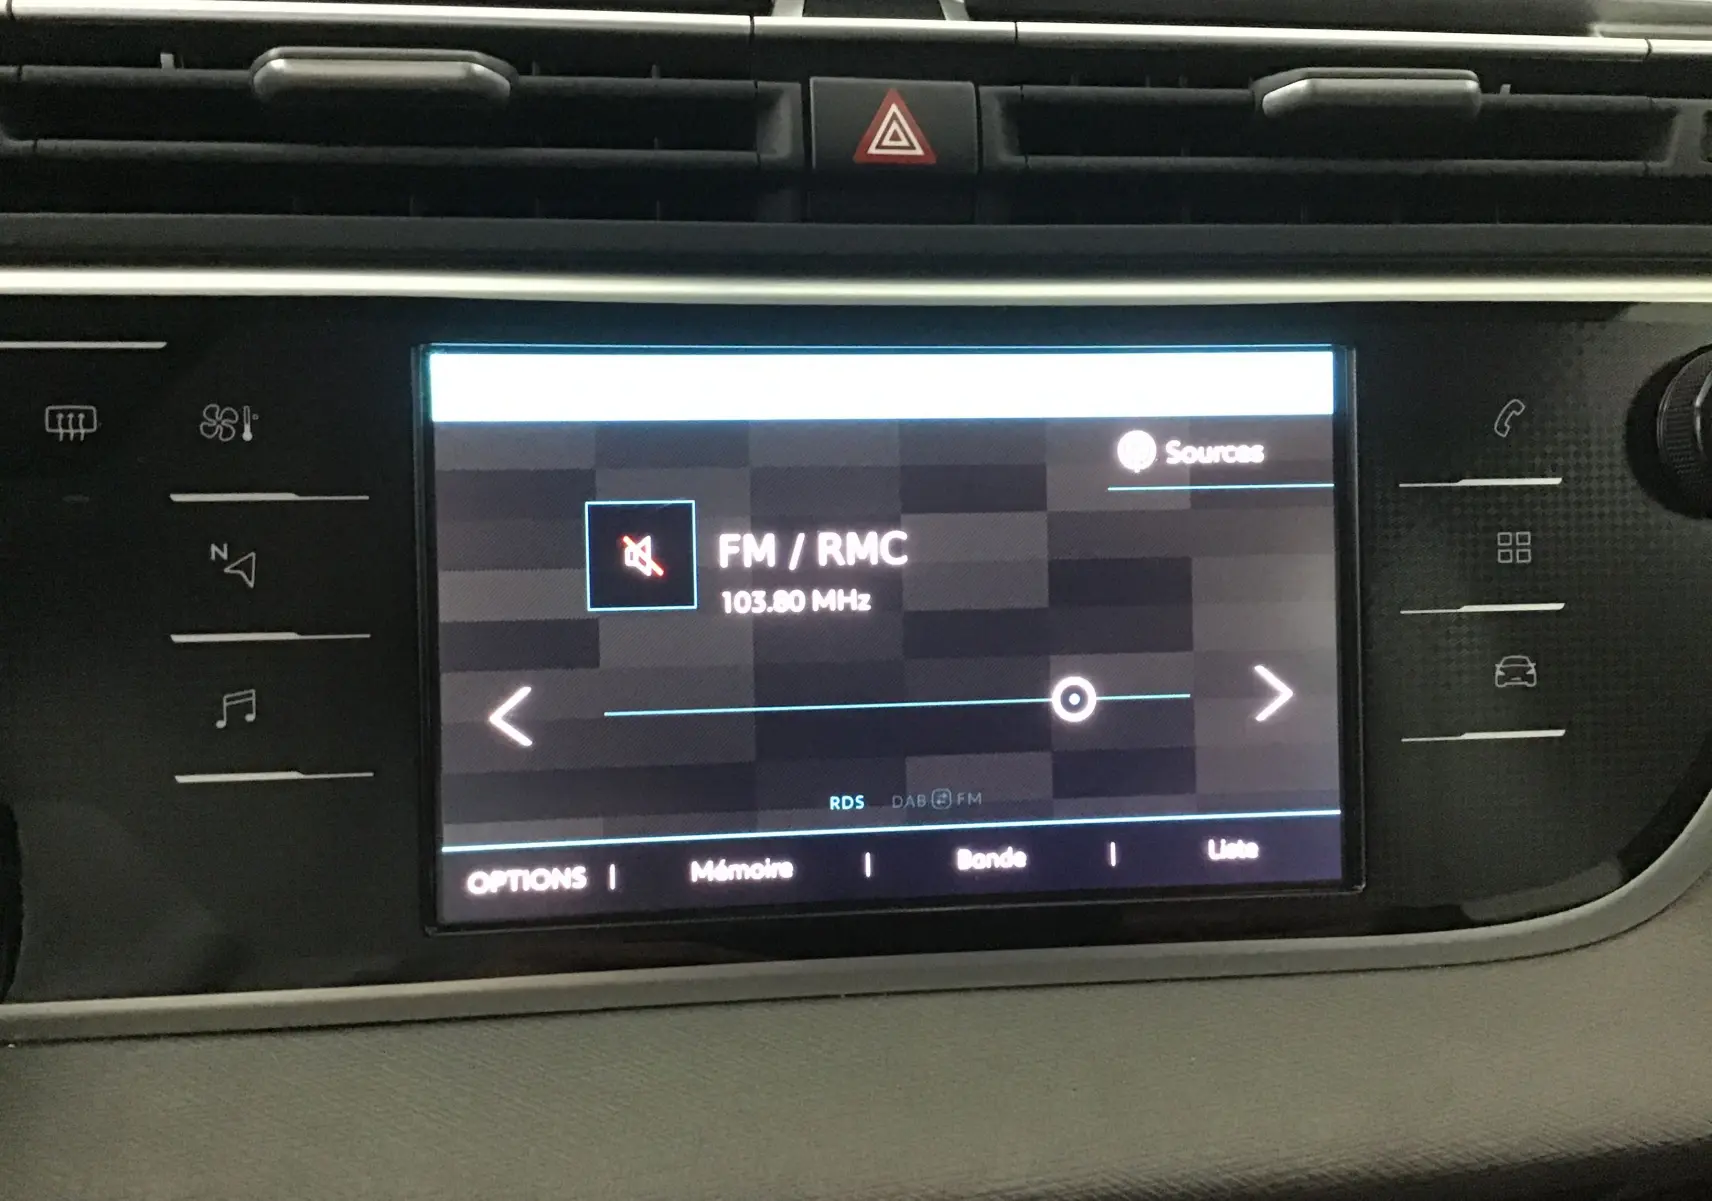 Sources
FM / RMC
103.80 MHz
N
RDS DAB FM
OPTIONS | Mémoire | Bande | Liste